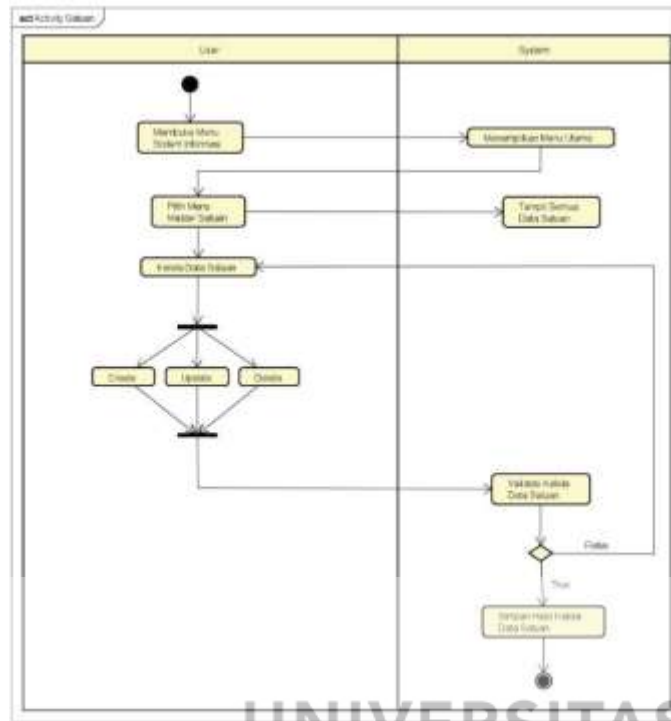 act Activity Satuan
User
System
Membuka Menu
Sistem Informasi
Menampilkan Menu Utama
Pilih Menu
Master Satuan
Tampil Semua
Data Satuan
Kelola Data Satuan
Create
Update
Delete
Validasi Kelola
Data Satuan
False
True
Simpan Hasil Kelola
Data Satuan
UNIVERSITAS